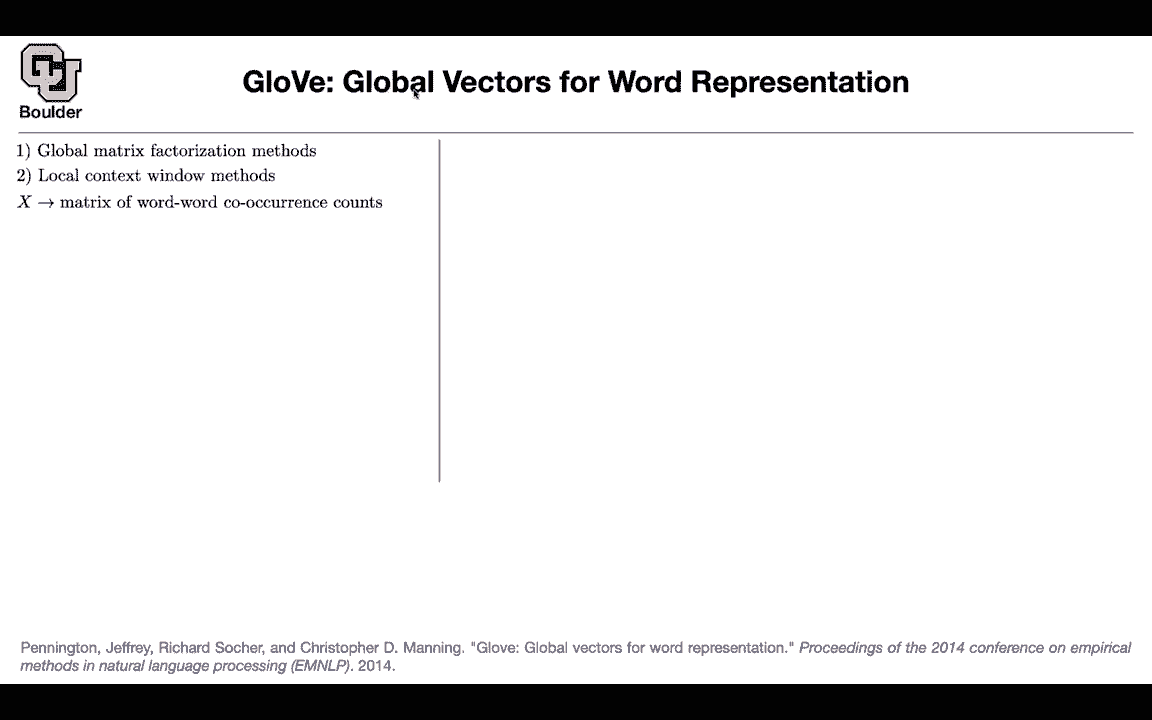 CU
Boulder
GloVe: Global Vectors for Word Representation
1) Global matrix factorization methods
2) Local context window methods
X → matrix of word-word co-occurrence counts
Pennington, Jeffrey, Richard Socher, and Christopher D. Manning. "Glove: Global vectors for word representation." Proceedings of the 2014 conference on empirical
methods in natural language processing (EMNLP). 2014.